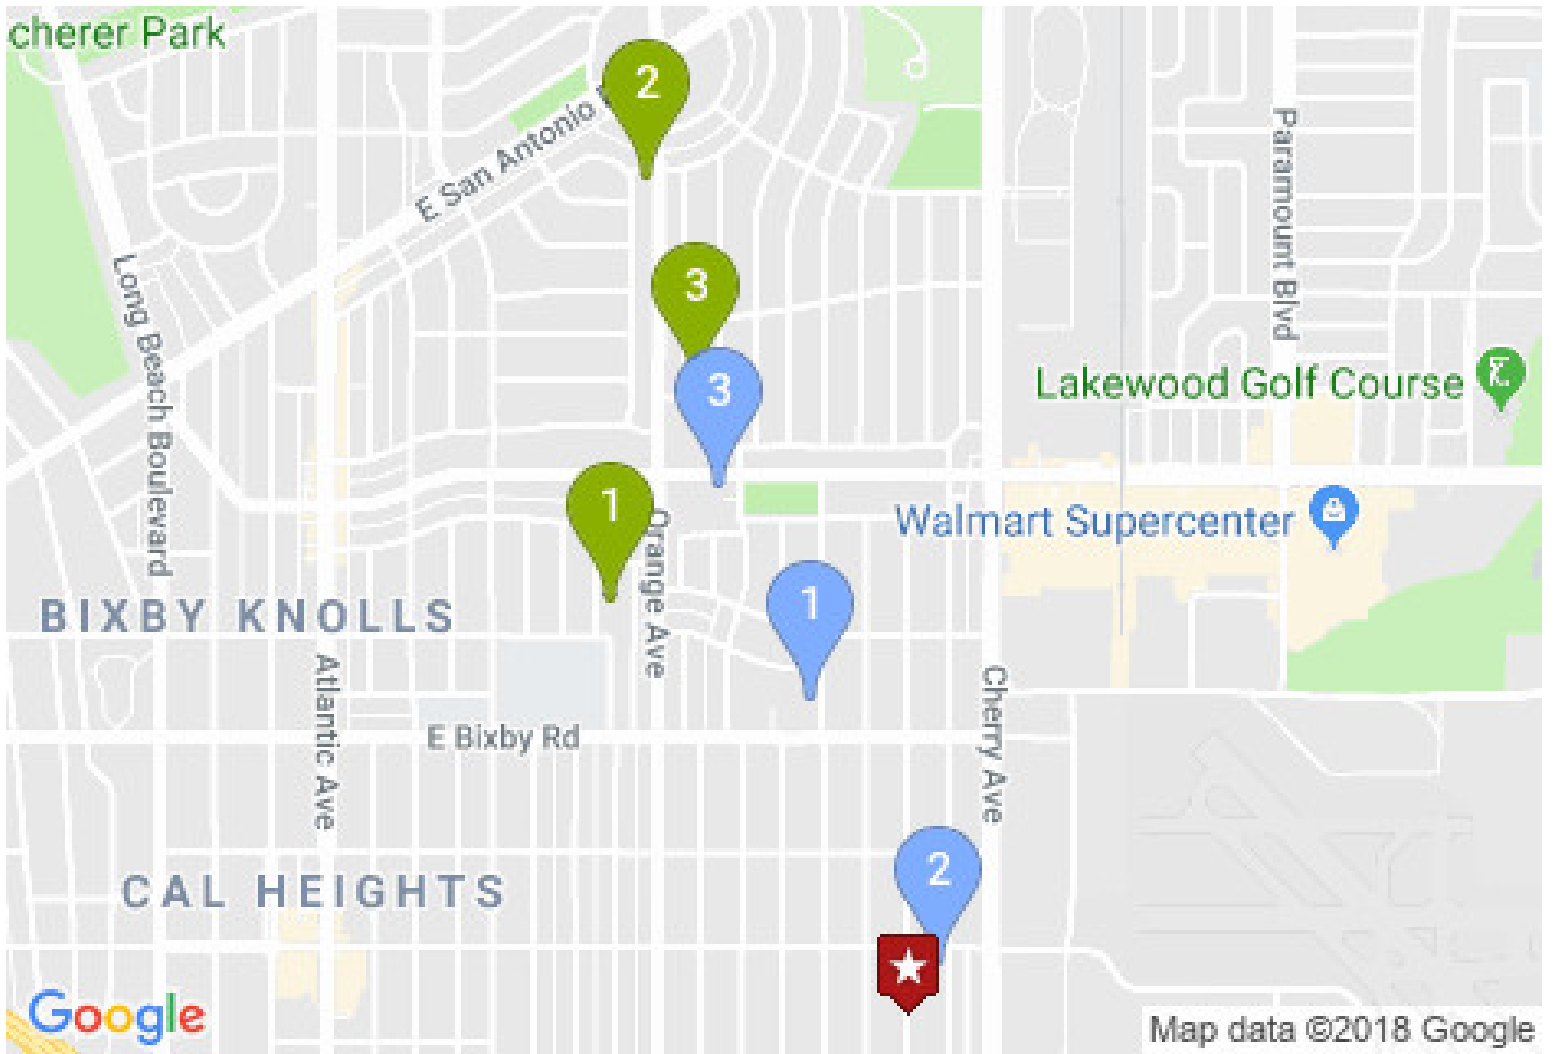 cherer Park
2
E San Antonio
Paramount Blvd
3
Long Beach Boulevard
3
Lakewood Golf Course
1
Orange Ave
Walmart Supercenter
1
BIXBY KNOLLS
Atlantic Ave
Cherry Ave
E Bixby Rd
2
CAL HEIGHTS
Google
Map data ©2018 Google